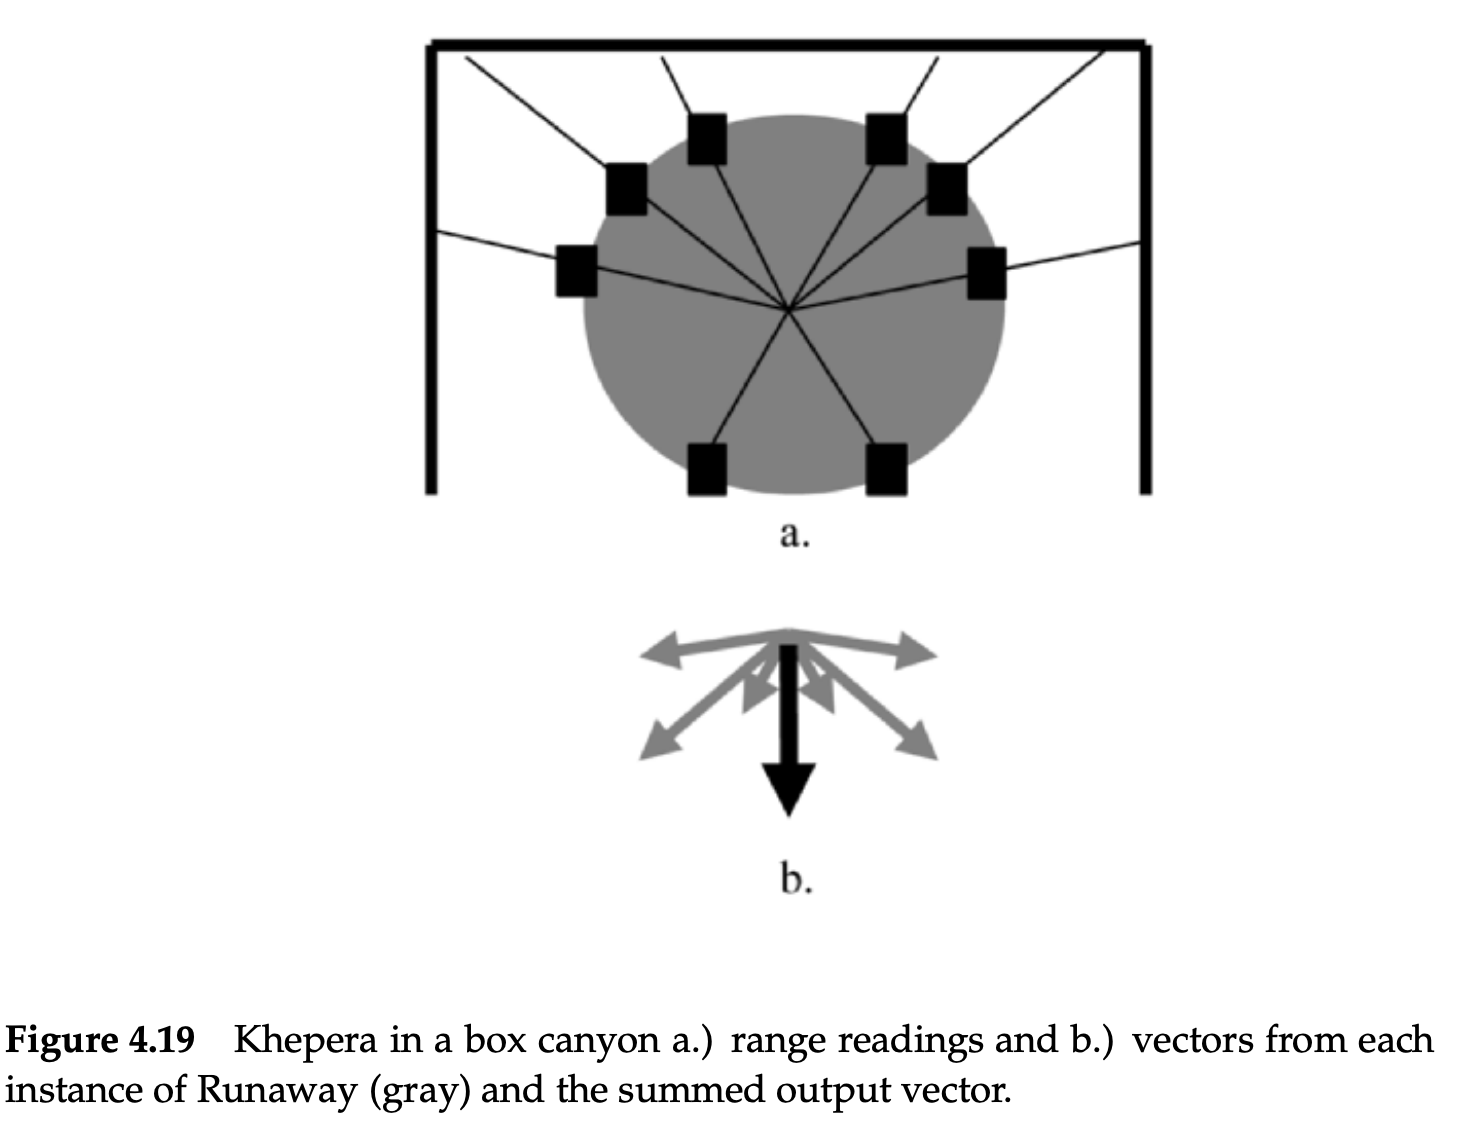 a.
b.
Figure 4.19 Khepera in a box canyon a.) range readings and b.) vectors from each
instance of Runaway (gray) and the summed output vector.